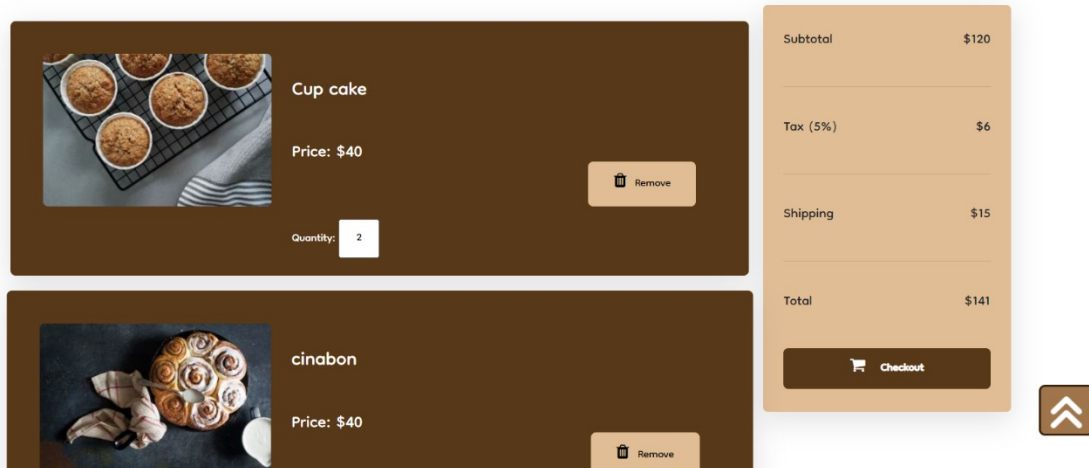 Cup cake
Price: $40
Remove
Quantity: 2
cinabon
Price: $40
Remove
Subtotal $120
Tax (5%) $6
Shipping $15
Total $141
Checkout